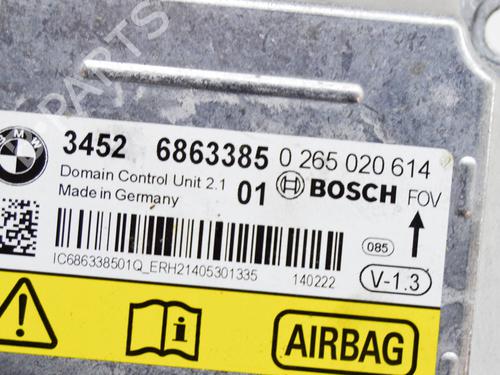 BMW
3452 6863385 0 265 020 614
Domain Control Unit 2.1 01 BOSCH FOV
Made in Germany
085
IC686338501Q_ERH21405301335 140222
V-1.3
AIRBAG